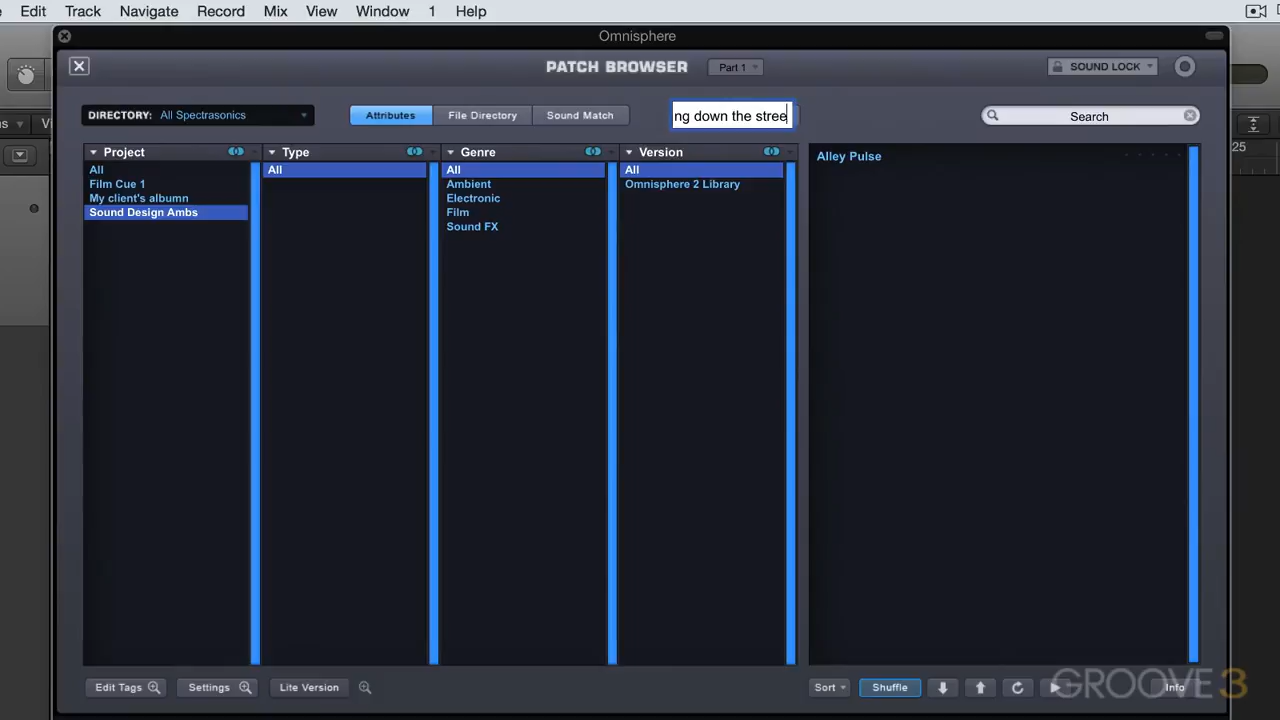 Edit Track Navigate Record Mix View Window 1 Help
Omnisphere
PATCH BROWSER Part 1 SOUND LOCK
DIRECTORY: All Spectrasonics Attributes File Directory Sound Match ng down the stree Search
Project Type Genre Version
25
All All All All Alley Pulse
Film Cue 1 Ambient Omnisphere 2 Library
My client's albumn Electronic
Sound Design Ambs Film
Sound FX
Edit Tags Settings Lite Version Sort Shuffle Info
GROOVE3